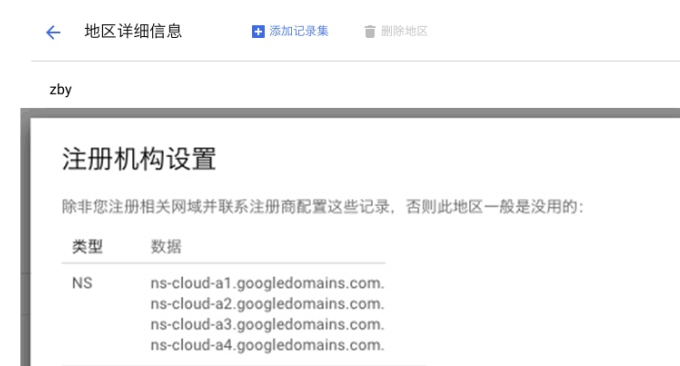 地区详细信息 添加记录集 删除地区
zby
注册机构设置
除非您注册相关网域并联系注册商配置这些记录，否则此地区一般是没用的：
类型 数据
NS ns-cloud-a1.googledomains.com.
ns-cloud-a2.googledomains.com.
ns-cloud-a3.googledomains.com.
ns-cloud-a4.googledomains.com.